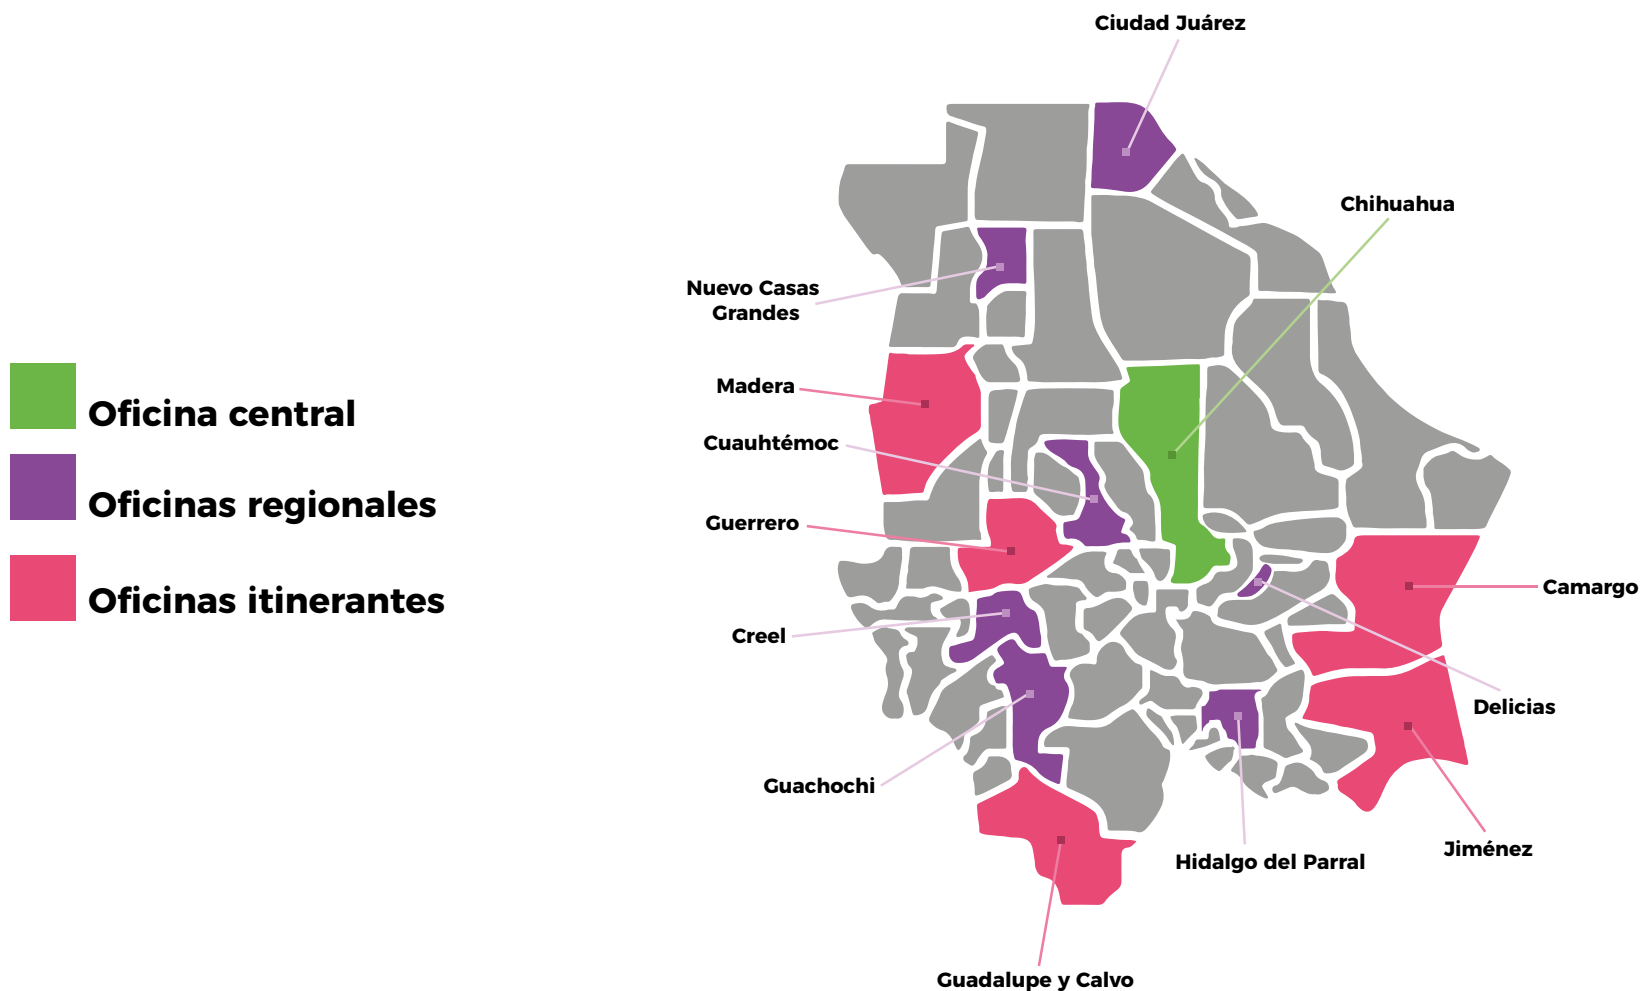 Ciudad Juárez
Chihuahua
Nuevo Casas
Grandes
Madera
Cuauhtémoc
Guerrero
Creel
Guachochi
Guadalupe y Calvo
Hidalgo del Parral
Jiménez
Delicias
Camargo
Oficina central
Oficinas regionales
Oficinas itinerantes